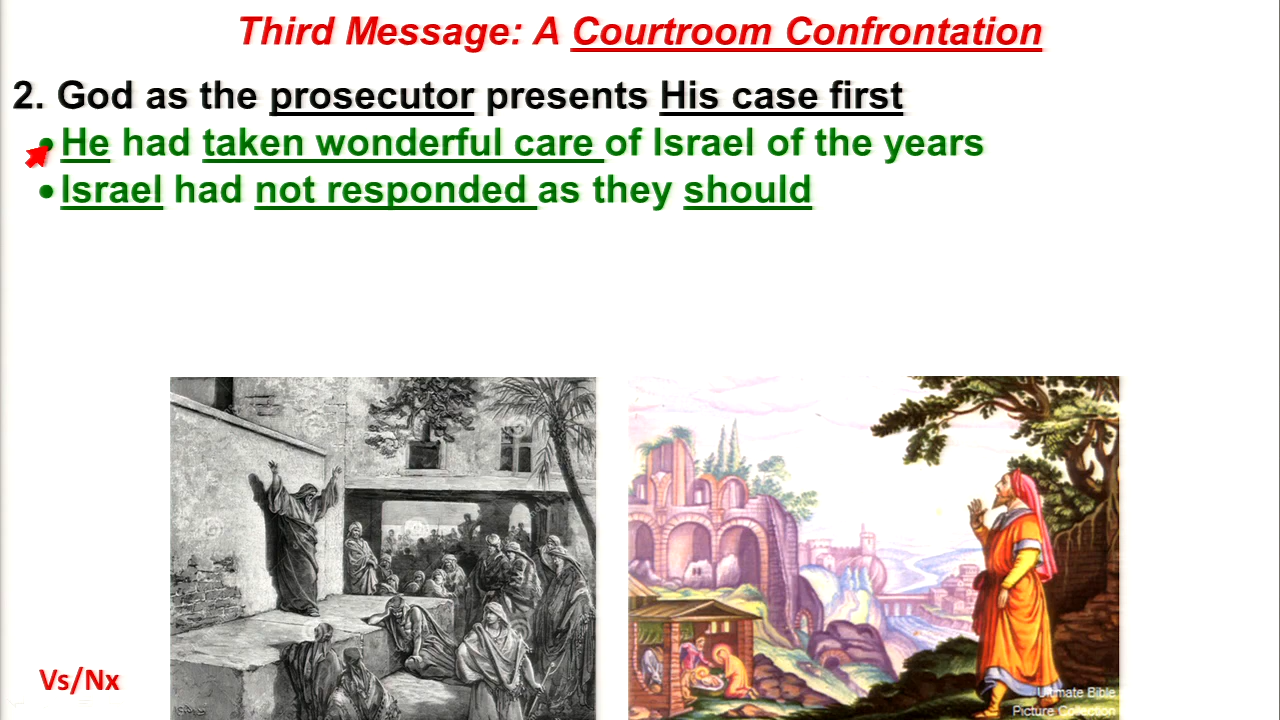 Third Message: A Courtroom Confrontation
2. God as the prosecutor presents His case first
• He had taken wonderful care of Israel of the years
• Israel had not responded as they should
Vs/Nx
Ultimate Bible
Picture Collection